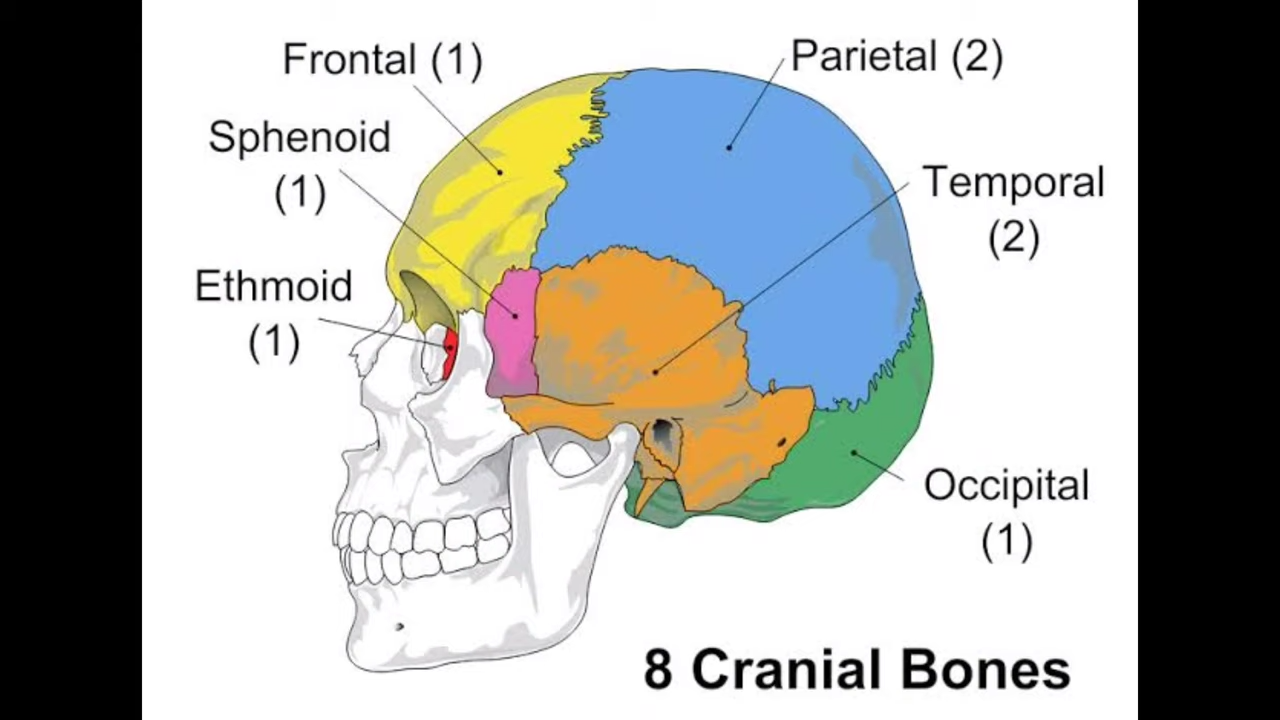 Frontal (1)
Parietal (2)
Sphenoid
(1)
Temporal
(2)
Ethmoid
(1)
Occipital
(1)
8 Cranial Bones